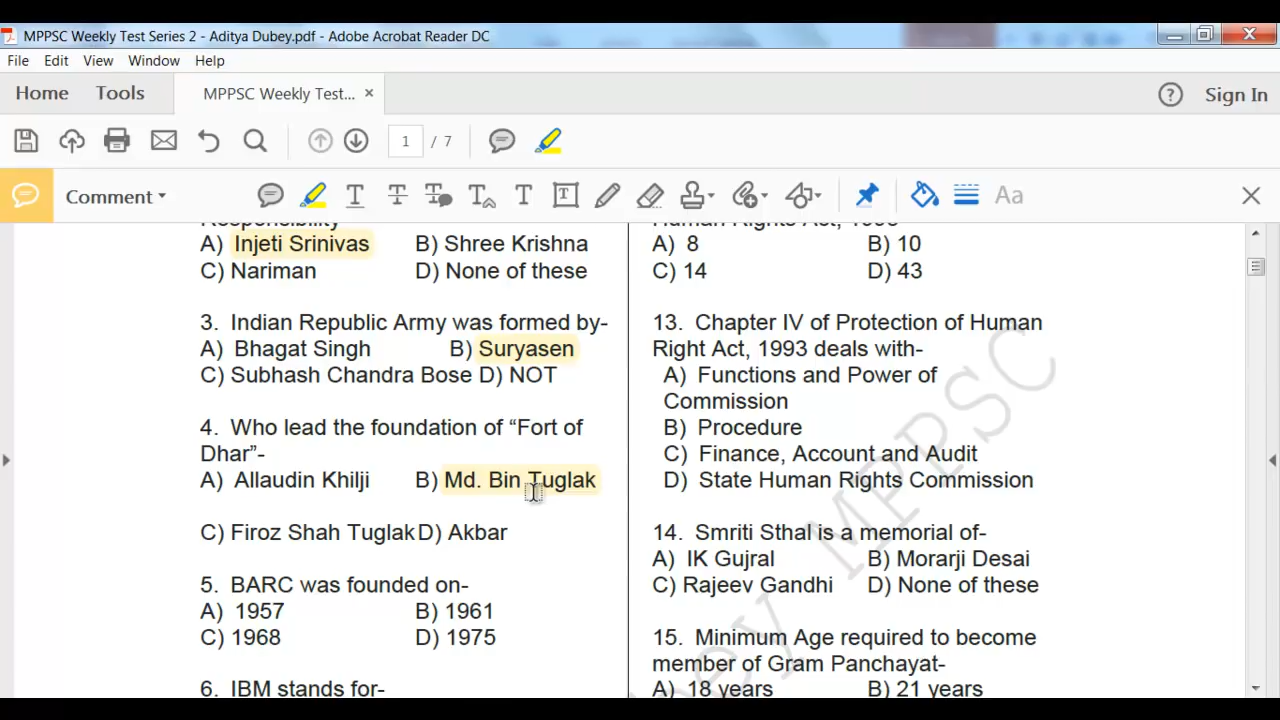 MPPSC Weekly Test Series 2 - Aditya Dubey.pdf - Adobe Acrobat Reader DC
File Edit View Window Help
Home Tools MPPSC Weekly Test... × ? Sign In
1 / 7
Comment Aa
Responsibility
A) Injeti Srinivas B) Shree Krishna
C) Nariman D) None of these
3. Indian Republic Army was formed by-
A) Bhagat Singh B) Suryasen
C) Subhash Chandra Bose D) NOT
4. Who lead the foundation of “Fort of
Dhar”-
A) Allaudin Khilji B) Md. Bin Tuglak
C) Firoz Shah Tuglak D) Akbar
5. BARC was founded on-
A) 1957 B) 1961
C) 1968 D) 1975
6. IBM stands for-
Human Rights Act, 1993
A) 8 B) 10
C) 14 D) 43
13. Chapter IV of Protection of Human
Right Act, 1993 deals with-
A) Functions and Power of
Commission
B) Procedure
C) Finance, Account and Audit
D) State Human Rights Commission
14. Smriti Sthal is a memorial of-
A) IK Gujral B) Morarji Desai
C) Rajeev Gandhi D) None of these
15. Minimum Age required to become
member of Gram Panchayat-
A) 18 years B) 21 years
MPPSC